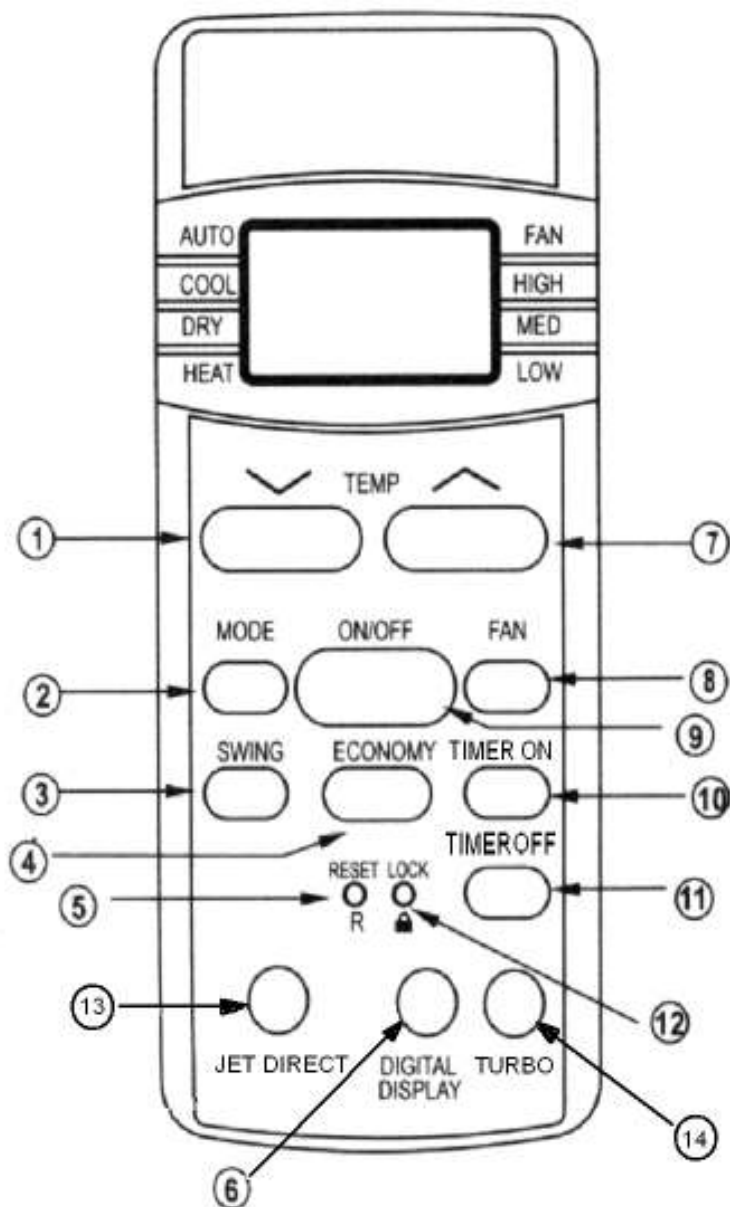 AUTO FAN
COOL HIGH
DRY MED
HEAT LOW
TEMP
1 7
MODE ON/OFF FAN
2 8
9
SWING ECONOMY TIMER ON
3 10
4 TIMER OFF
RESET LOCK
5 11
R
13 12
JET DIRECT DIGITAL DISPLAY TURBO
14
6